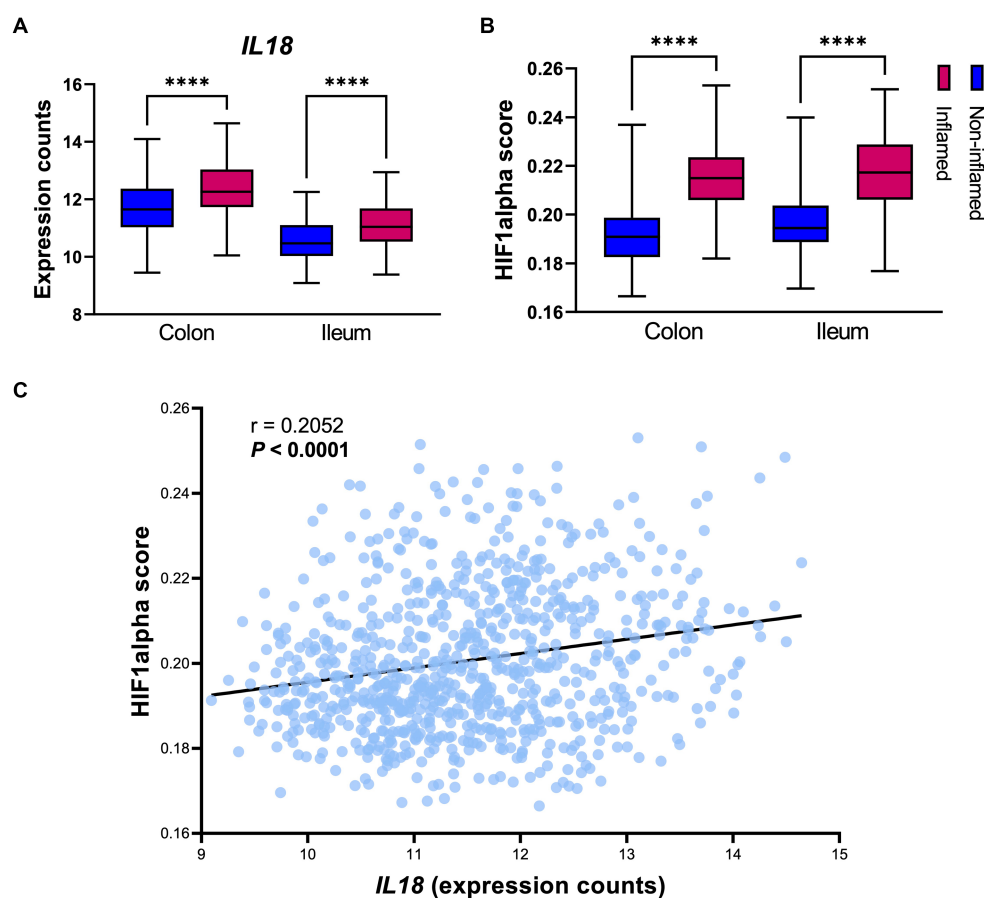 A
IL18
Expression counts
16
14
12
10
8
****
****
Colon
Ileum
B
HIF1alpha score
0.26
0.24
0.22
0.20
0.18
0.16
****
****
Colon
Ileum
Inflamed
Non-inflamed
C
HIF1alpha score
0.26
0.24
0.22
0.20
0.18
0.16
r = 0.2052
P < 0.0001
9
10
11
12
13
14
15
IL18 (expression counts)